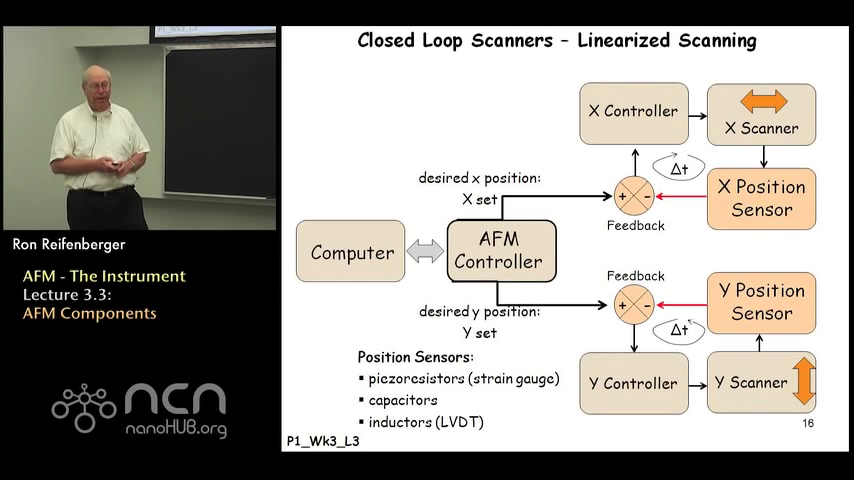 P1_Wk3_L3
Closed Loop Scanners – Linearized Scanning
X Controller
X Scanner
Δt
X Position
Sensor
desired x position:
X set
+ -
Feedback
Computer
AFM
Controller
Feedback
+ -
Y Position
Sensor
desired y position:
Y set
Δt
Y Controller
Y Scanner
Position Sensors:
▪ piezoresistors (strain gauge)
▪ capacitors
▪ inductors (LVDT)
16
P1_Wk3_L3
Ron Reifenberger
AFM - The Instrument
Lecture 3.3:
AFM Components
ncn
nanoHUB.org